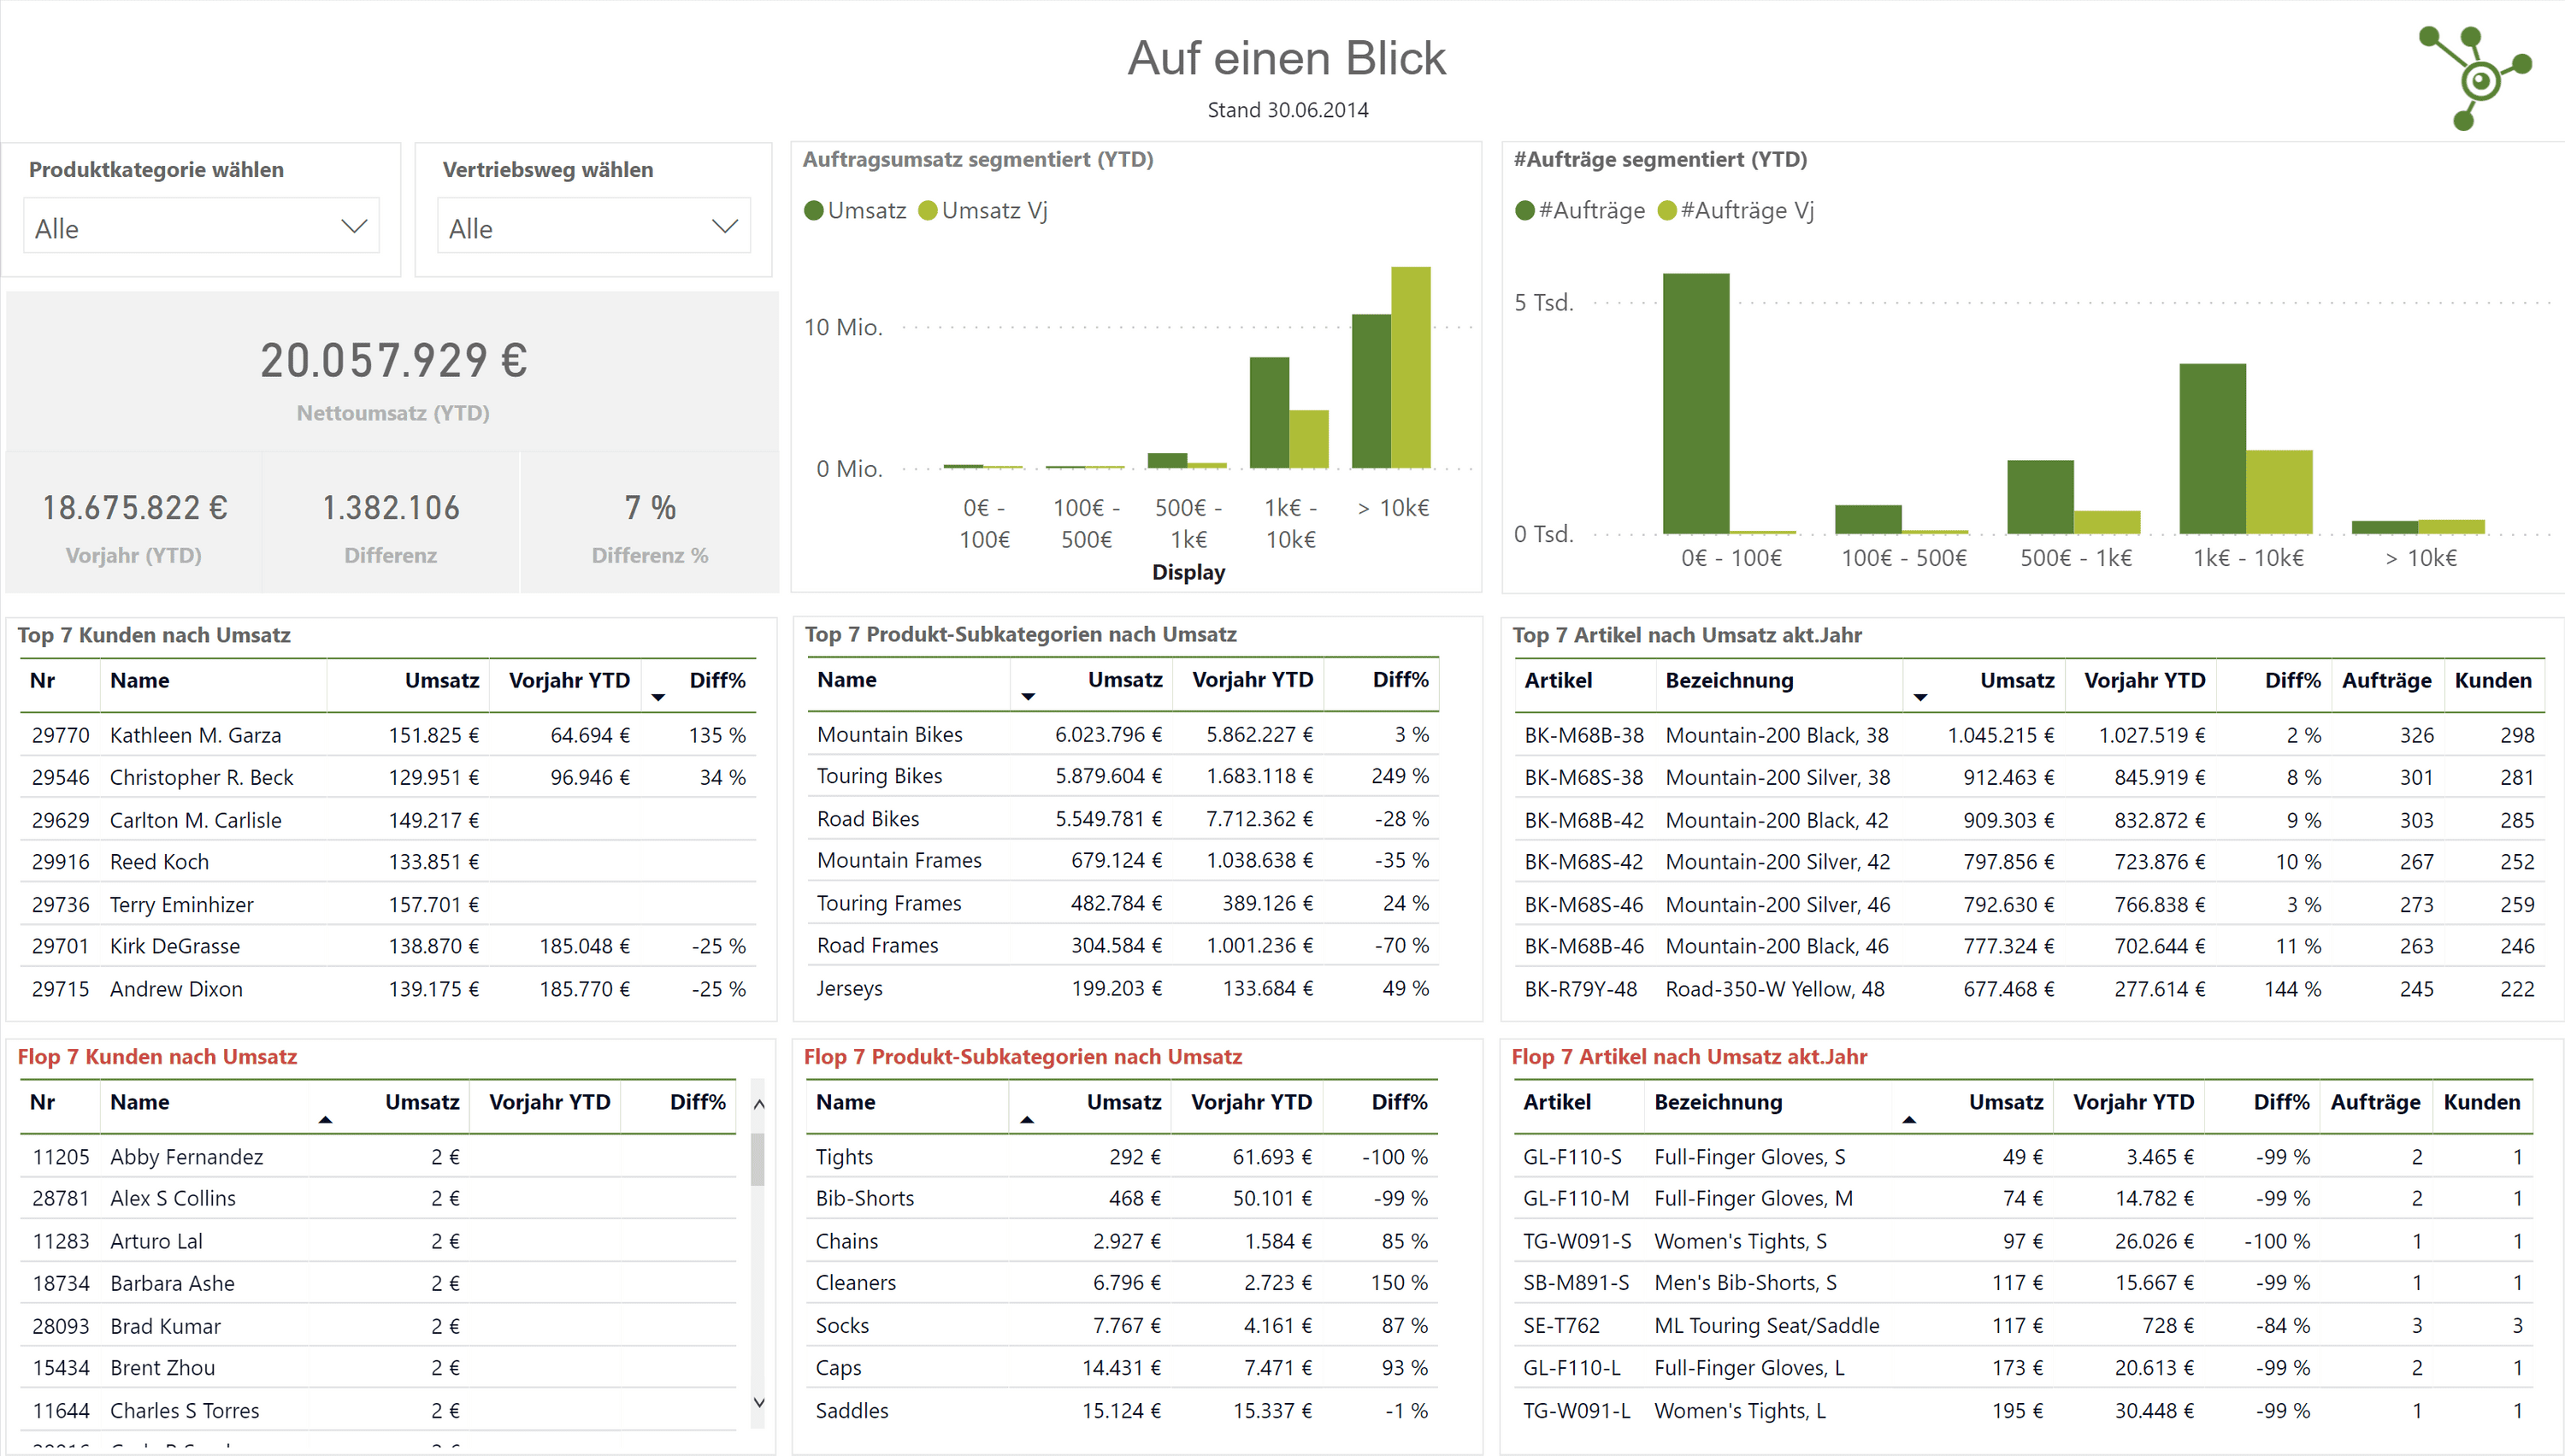 Auf einen Blick
Stand 30.06.2014
Produktkategorie wählen
Alle
Vertriebsweg wählen
Alle
20.057.929 €
Nettoumsatz (YTD)
18.675.822 €
Vorjahr (YTD)
1.382.106
Differenz
7 %
Differenz %
Auftragsumsatz segmentiert (YTD)
Umsatz Umsatz Vj
10 Mio.
0 Mio.
0€ - 100€ - 500€ - 1k€ - > 10k€
100€ 500€ 1k€ 10k€
Display
#Aufträge segmentiert (YTD)
#Aufträge #Aufträge Vj
5 Tsd.
0 Tsd.
0€ - 100€ 100€ - 500€ 500€ - 1k€ 1k€ - 10k€ > 10k€
Top 7 Kunden nach Umsatz
Nr Name Umsatz Vorjahr YTD Diff%
29770 Kathleen M. Garza 151.825 € 64.694 € 135 %
29546 Christopher R. Beck 129.951 € 96.946 € 34 %
29629 Carlton M. Carlisle 149.217 €
29916 Reed Koch 133.851 €
29736 Terry Eminhizer 157.701 €
29701 Kirk DeGrasse 138.870 € 185.048 € -25 %
29715 Andrew Dixon 139.175 € 185.770 € -25 %
Top 7 Produkt-Subkategorien nach Umsatz
Name Umsatz Vorjahr YTD Diff%
Mountain Bikes 6.023.796 € 5.862.227 € 3 %
Touring Bikes 5.879.604 € 1.683.118 € 249 %
Road Bikes 5.549.781 € 7.712.362 € -28 %
Mountain Frames 679.124 € 1.038.638 € -35 %
Touring Frames 482.784 € 389.126 € 24 %
Road Frames 304.584 € 1.001.236 € -70 %
Jerseys 199.203 € 133.684 € 49 %
Top 7 Artikel nach Umsatz akt.Jahr
Artikel Bezeichnung Umsatz Vorjahr YTD Diff% Aufträge Kunden
BK-M68B-38 Mountain-200 Black, 38 1.045.215 € 1.027.519 € 2 % 326 298
BK-M68S-38 Mountain-200 Silver, 38 912.463 € 845.919 € 8 % 301 281
BK-M68B-42 Mountain-200 Black, 42 909.303 € 832.872 € 9 % 303 285
BK-M68S-42 Mountain-200 Silver, 42 797.856 € 723.876 € 10 % 267 252
BK-M68S-46 Mountain-200 Silver, 46 792.630 € 766.838 € 3 % 273 259
BK-M68B-46 Mountain-200 Black, 46 777.324 € 702.644 € 11 % 263 246
BK-R79Y-48 Road-350-W Yellow, 48 677.468 € 277.614 € 144 % 245 222
Flop 7 Kunden nach Umsatz
Nr Name Umsatz Vorjahr YTD Diff%
11205 Abby Fernandez 2 €
28781 Alex S Collins 2 €
11283 Arturo Lal 2 €
18734 Barbara Ashe 2 €
28093 Brad Kumar 2 €
15434 Brent Zhou 2 €
11644 Charles S Torres 2 €
Flop 7 Produkt-Subkategorien nach Umsatz
Name Umsatz Vorjahr YTD Diff%
Tights 292 € 61.693 € -100 %
Bib-Shorts 468 € 50.101 € -99 %
Chains 2.927 € 1.584 € 85 %
Cleaners 6.796 € 2.723 € 150 %
Socks 7.767 € 4.161 € 87 %
Caps 14.431 € 7.471 € 93 %
Saddles 15.124 € 15.337 € -1 %
Flop 7 Artikel nach Umsatz akt.Jahr
Artikel Bezeichnung Umsatz Vorjahr YTD Diff% Aufträge Kunden
GL-F110-S Full-Finger Gloves, S 49 € 3.465 € -99 % 2 1
GL-F110-M Full-Finger Gloves, M 74 € 14.782 € -99 % 2 1
TG-W091-S Women's Tights, S 97 € 26.026 € -100 % 1 1
SB-M891-S Men's Bib-Shorts, S 117 € 15.667 € -99 % 1 1
SE-T762 ML Touring Seat/Saddle 117 € 728 € -84 % 3 3
GL-F110-L Full-Finger Gloves, L 173 € 20.613 € -99 % 2 1
TG-W091-L Women's Tights, L 195 € 30.448 € -99 % 1 1